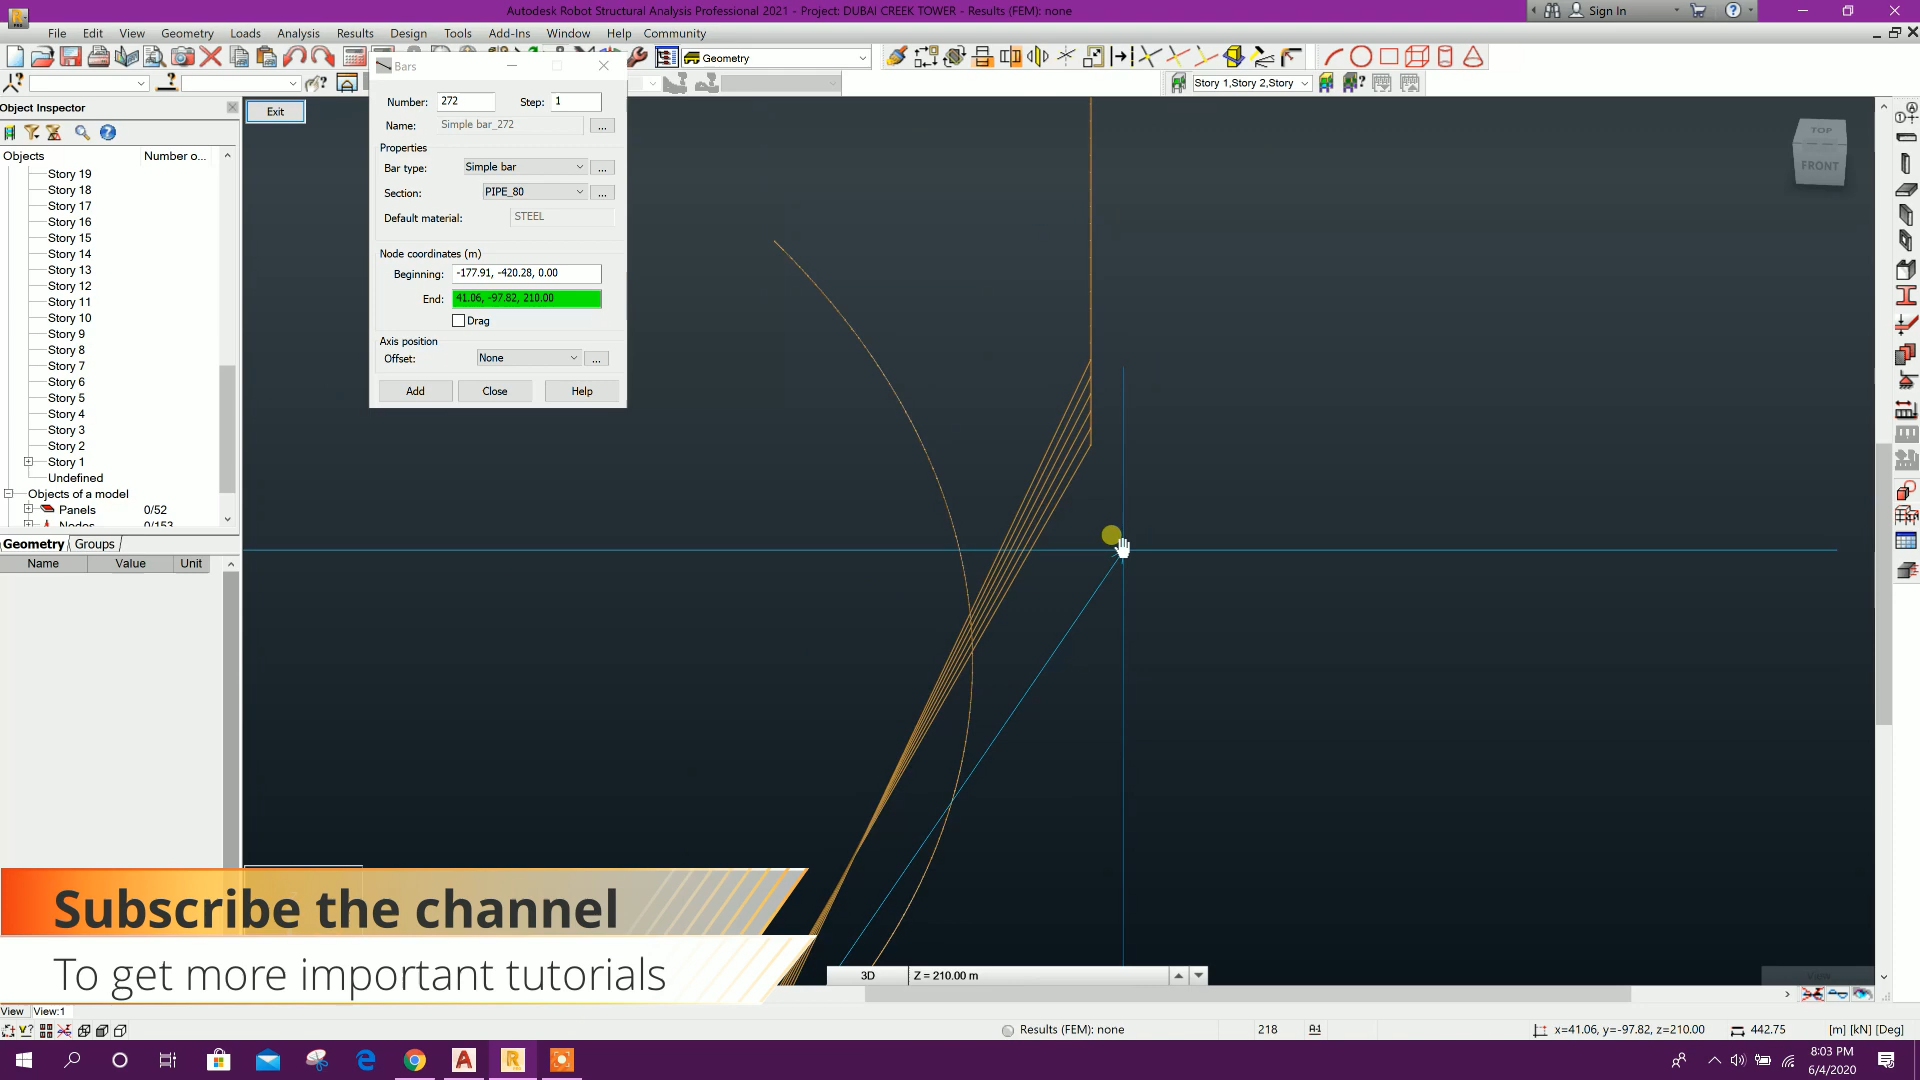 Autodesk Robot Structural Analysis Professional 2021 - Project: DUBAI CREEK TOWER - Results (FEM): none
Sign In
File Edit View Geometry Loads Analysis Results Design Tools Add-Ins Window Help Community
Geometry
Story 1,Story 2,Story
Object Inspector
Exit
Objects Number o...
Story 19
Story 18
Story 17
Story 16
Story 15
Story 14
Story 13
Story 12
Story 11
Story 10
Story 9
Story 8
Story 7
Story 6
Story 5
Story 4
Story 3
Story 2
Story 1
Undefined
Objects of a model
Panels 0/52
Nodes 0/153
Geometry Groups
Name Value Unit
Bars
Number: 272 Step: 1
Name: Simple bar_272 ...
Properties
Bar type: Simple bar ...
Section: PIPE_80 ...
Default material: STEEL
Node coordinates (m)
Beginning: -177.91, -420.28, 0.00
End: 41.06, -97.82, 210.00
Drag
Axis position
Offset: None ...
Add Close Help
TOP
FRONT
Subscribe the channel
To get more important tutorials
3D Z = 210.00 m
View
View View:1
Results (FEM): none 218 x=41.06, y=-97.82, z=210.00 442.75 [m] [kN] [Deg]
8:03 PM
6/4/2020